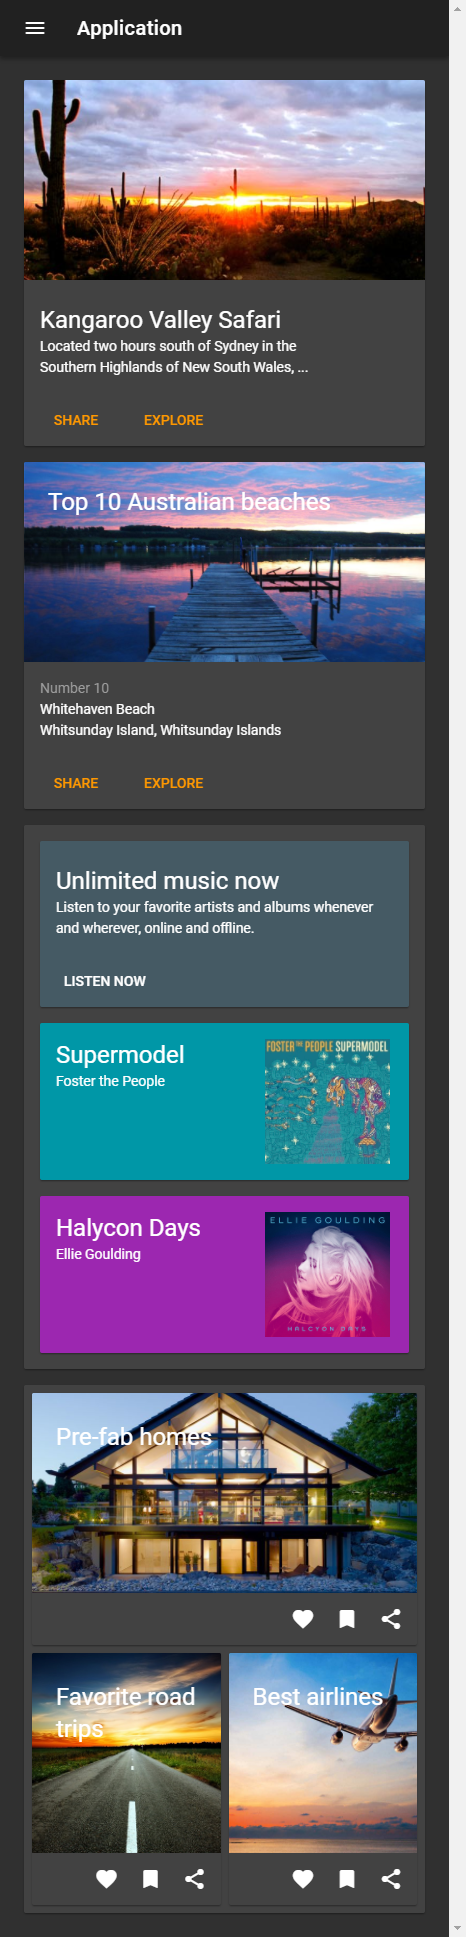 Application
Kangaroo Valley Safari
Located two hours south of Sydney in the
Southern Highlands of New South Wales, ...
SHARE EXPLORE
Top 10 Australian beaches
Number 10
Whitehaven Beach
Whitsunday Island, Whitsunday Islands
SHARE EXPLORE
Unlimited music now
Listen to your favorite artists and albums whenever
and wherever, online and offline.
LISTEN NOW
Supermodel
Foster the People
FOSTER THE PEOPLE SUPERMODEL
Halycon Days
Ellie Goulding
ELLIE GOULDING
HALCYON DAYS
Pre-fab homes
Favorite road
trips
Best airlines